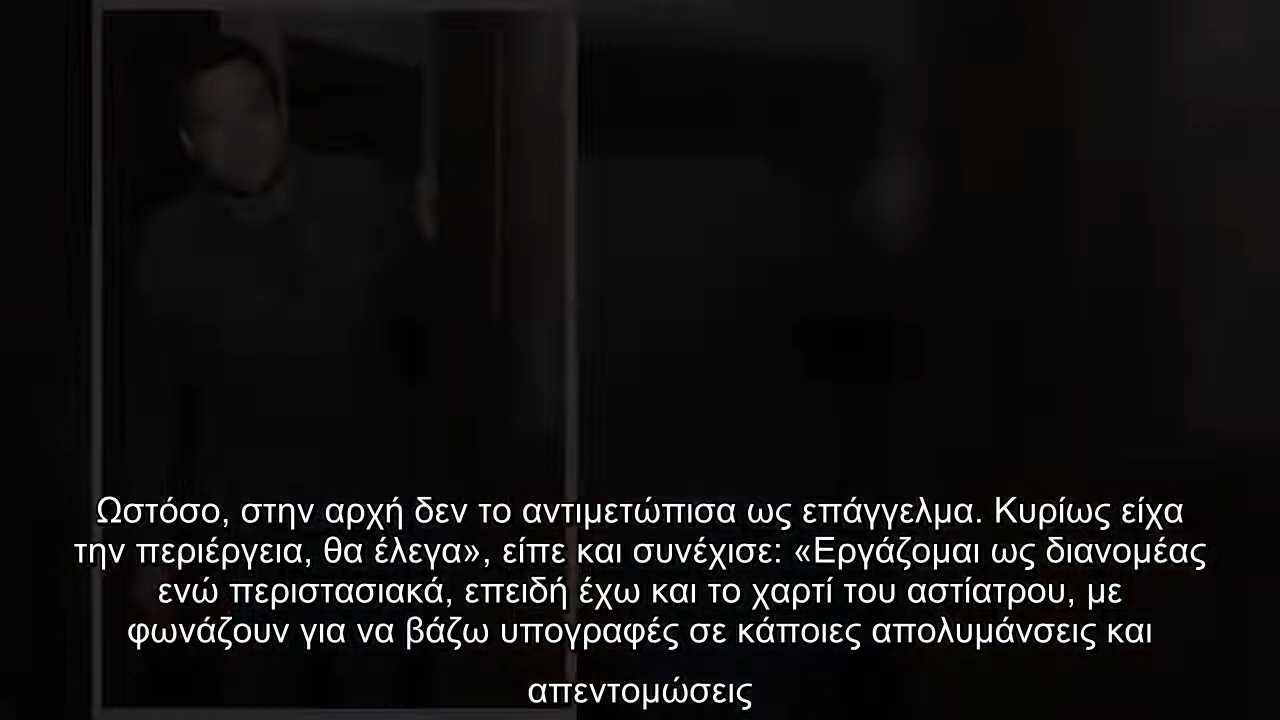 Ωστόσο, στην αρχή δεν το αντιμετώπισα ως επάγγελμα. Κυρίως είχα
την περιέργεια, θα έλεγα», είπε και συνέχισε: «Εργάζομαι ως διανομέας
ενώ περιστασιακά, επειδή έχω και το χαρτί του αστίατρου, με
φωνάζουν για να βάζω υπογραφές σε κάποιες απολυμάνσεις και
απεντομώσεις